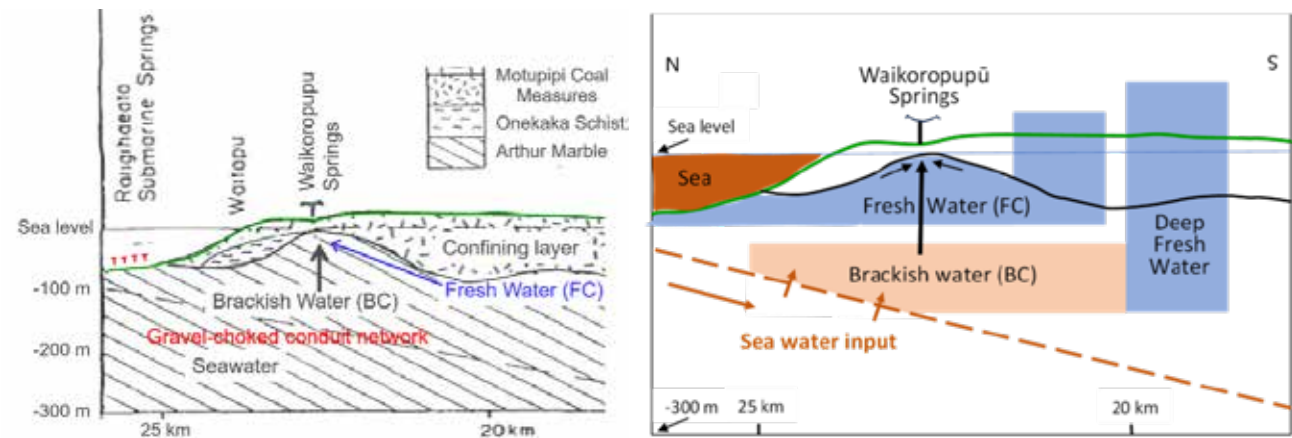 Rangihaeato
Submarine Springs
Waitapu
Waikoropupu
Springs
Motupipi Coal
Measures
Onekaka Schist
Arthur Marble
Sea level
Confining layer
-100 m
Brackish Water (BC)
Fresh Water (FC)
Gravel-choked conduit network
-200 m
Seawater
-300 m
25 km
20 km
N
S
Waikoropupū
Springs
Sea level
Sea
Fresh Water (FC)
Deep
Fresh
Water
Brackish water (BC)
Sea water input
-300 m
25 km
20 km